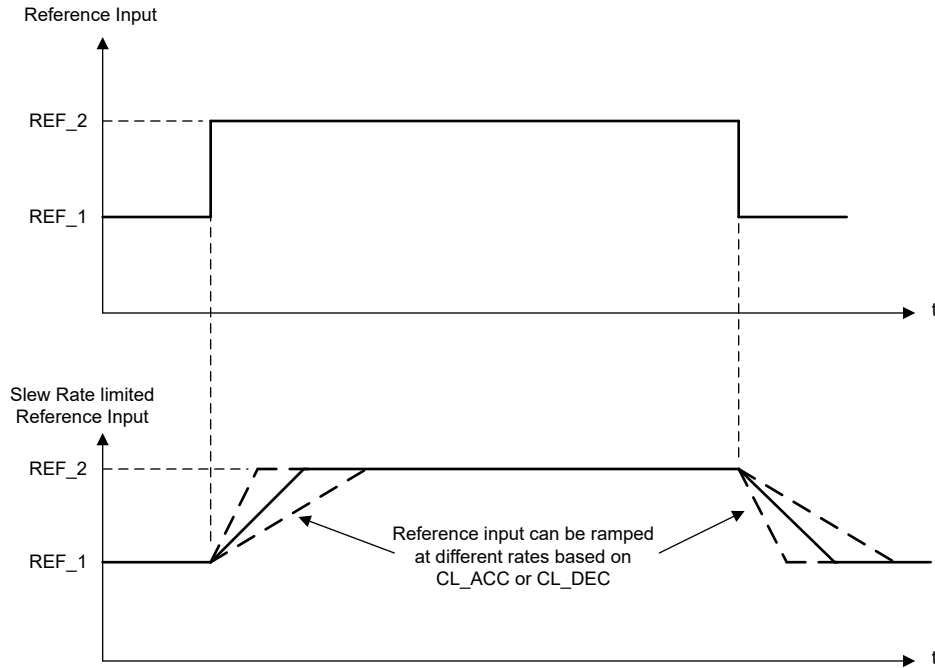 Reference Input
REF_2
REF_1
t
Slew Rate limited
Reference Input
REF_2
REF_1
Reference input can be ramped
at different rates based on
CL_ACC or CL_DEC
t